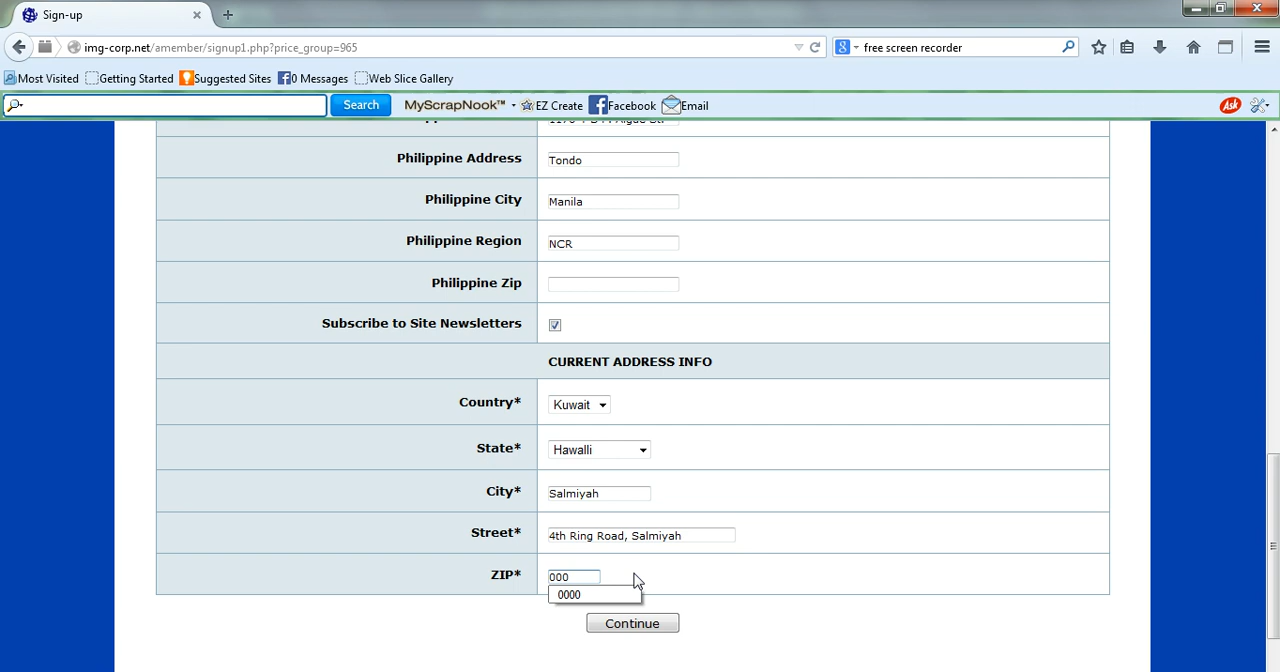 Sign-up
img-corp.net/amember/signup1.php?price_group=965
free screen recorder
Most Visited Getting Started Suggested Sites 0 Messages Web Slice Gallery
Search MyScrapNook™ EZ Create Facebook Email Ask
Philippine Address Tondo
Philippine City Manila
Philippine Region NCR
Philippine Zip
Subscribe to Site Newsletters
CURRENT ADDRESS INFO
Country* Kuwait
State* Hawalli
City* Salmiyah
Street* 4th Ring Road, Salmiyah
ZIP* 000
0000
Continue